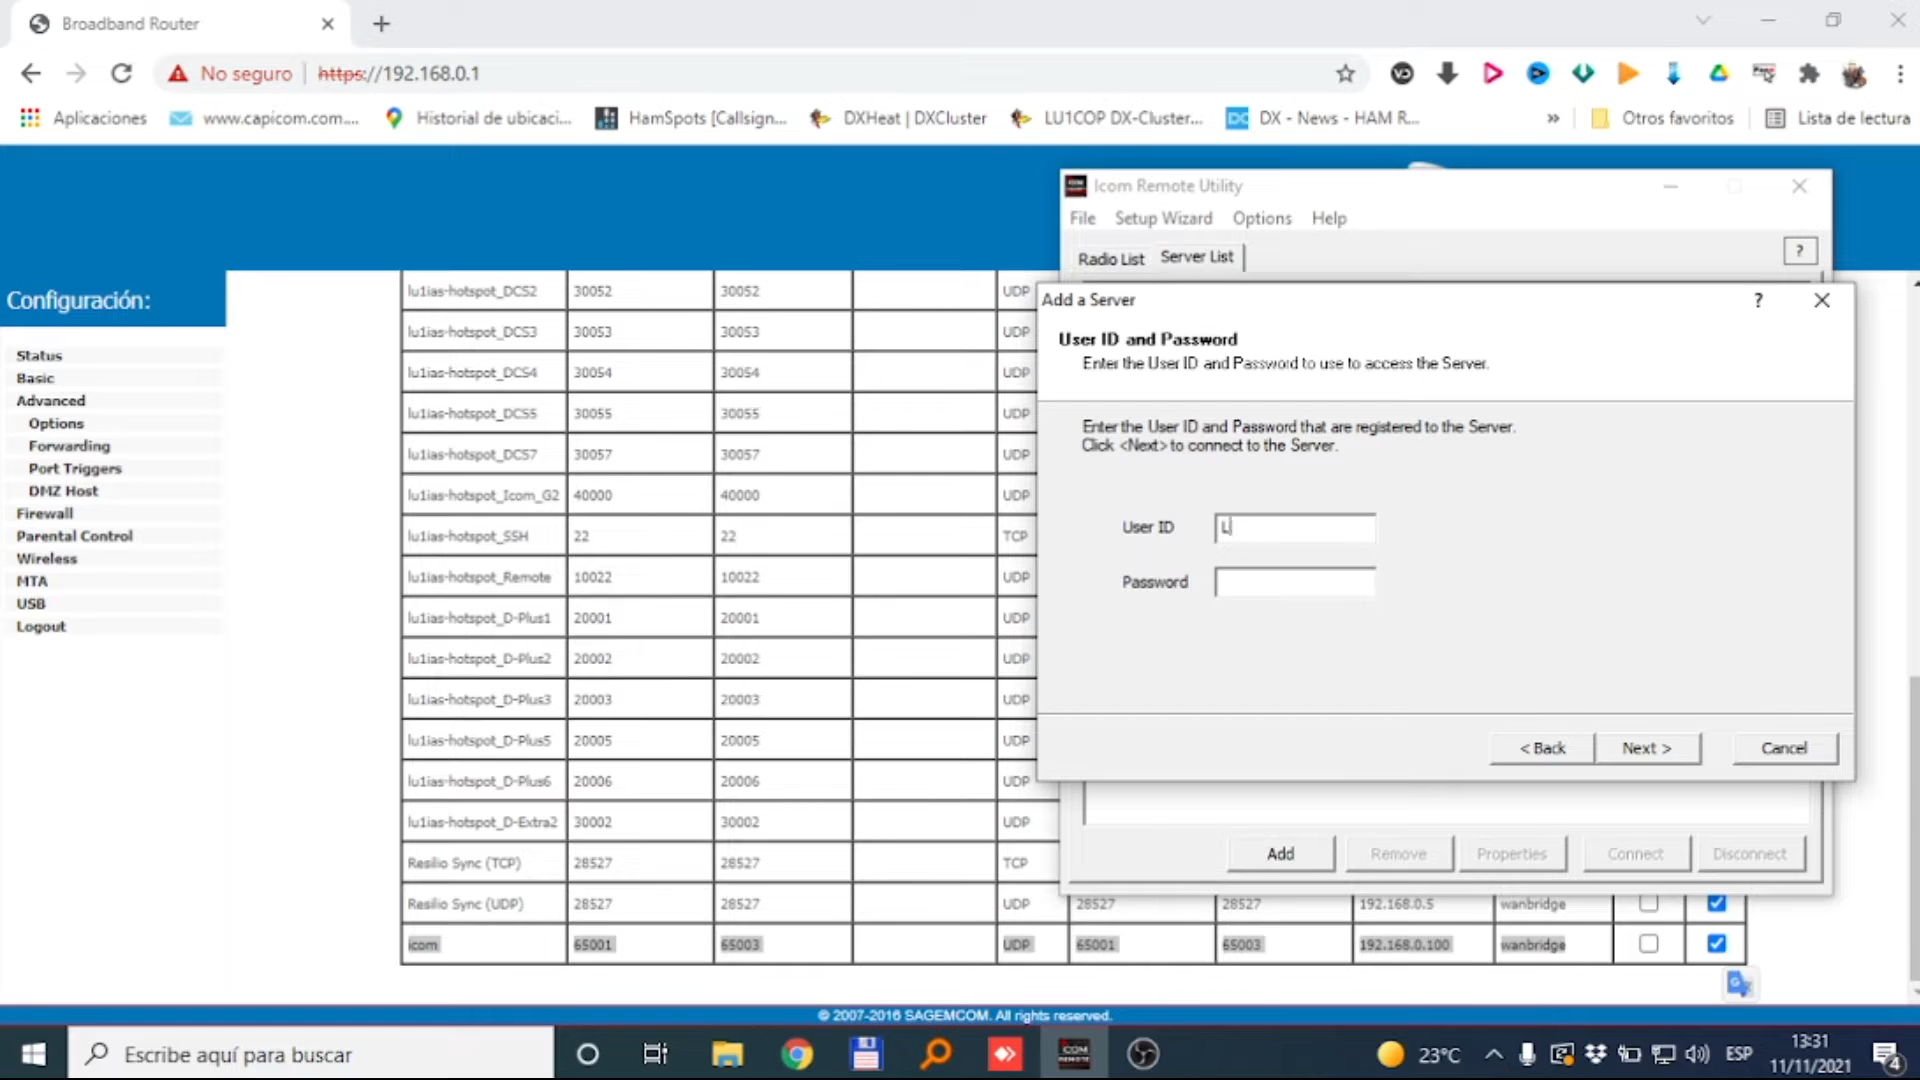 Broadband Router
No seguro https://192.168.0.1
Aplicaciones www.capicom.com.... Historial de ubicaci... HamSpots [Callsign... DXHeat | DXCluster LU1COP DX-Cluster... DX - News - HAM R... » Otros favoritos Lista de lectura
Configuración:
Status
Basic
Advanced
Options
Forwarding
Port Triggers
DMZ Host
Firewall
Parental Control
Wireless
MTA
USB
Logout
lu1ias-hotspot_DCS2 30052 30052 UDP
lu1ias-hotspot_DCS3 30053 30053 UDP
lu1ias-hotspot_DCS4 30054 30054 UDP
lu1ias-hotspot_DCS5 30055 30055 UDP
lu1ias-hotspot_DCS7 30057 30057 UDP
lu1ias-hotspot_Icom_G2 40000 40000 UDP
lu1ias-hotspot_SSH 22 22 TCP
lu1ias-hotspot_Remote 10022 10022 UDP
lu1ias-hotspot_D-Plus1 20001 20001 UDP
lu1ias-hotspot_D-Plus2 20002 20002 UDP
lu1ias-hotspot_D-Plus3 20003 20003 UDP
lu1ias-hotspot_D-Plus5 20005 20005 UDP
lu1ias-hotspot_D-Plus6 20006 20006 UDP
lu1ias-hotspot_D-Extra2 30002 30002 UDP
Resilio Sync (TCP) 28527 28527 TCP
Resilio Sync (UDP) 28527 28527 UDP 28527 28527 192.168.0.5 wanbridge
icom 65001 65003 UDP 65001 65003 192.168.0.100 wanbridge
Icom Remote Utility
File Setup Wizard Options Help
Radio List Server List ?
Add a Server ?
User ID and Password
Enter the User ID and Password to use to access the Server.
Enter the User ID and Password that are registered to the Server.
Click <Next> to connect to the Server.
User ID L
Password
< Back Next > Cancel
Add Remove Properties Connect Disconnect
© 2007-2016 SAGEMCOM. All rights reserved.
Escribe aquí para buscar
ICOM
REMOTE
23°C ESP
13:31
11/11/2021
4